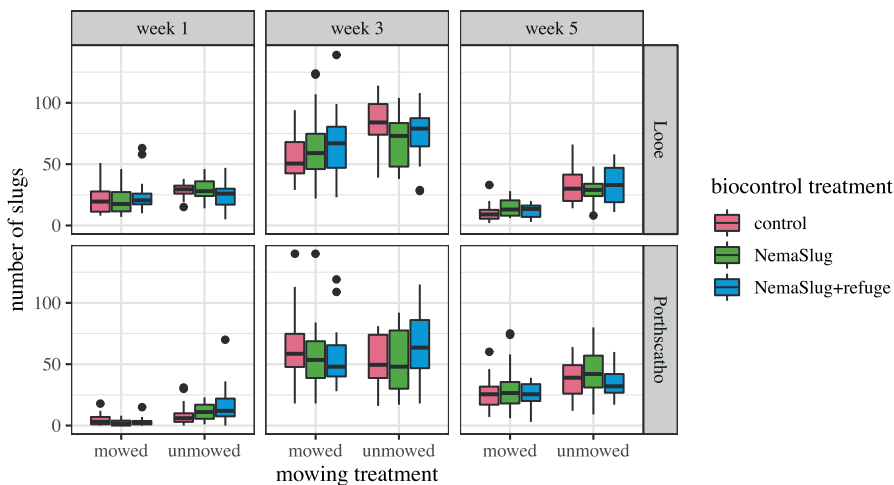 week 1
week 3
week 5
number of slugs
100
50
0
Looe
100
50
0
Porthscatho
mowed
unmowed
mowed
unmowed
mowed
unmowed
mowing treatment
biocontrol treatment
control
NemaSlug
NemaSlug+refuge